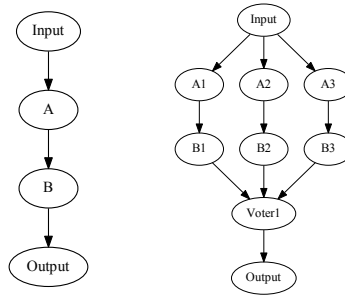 Input
A
B
Output
Input
A1 A2 A3
B1 B2 B3
Voter1
Output